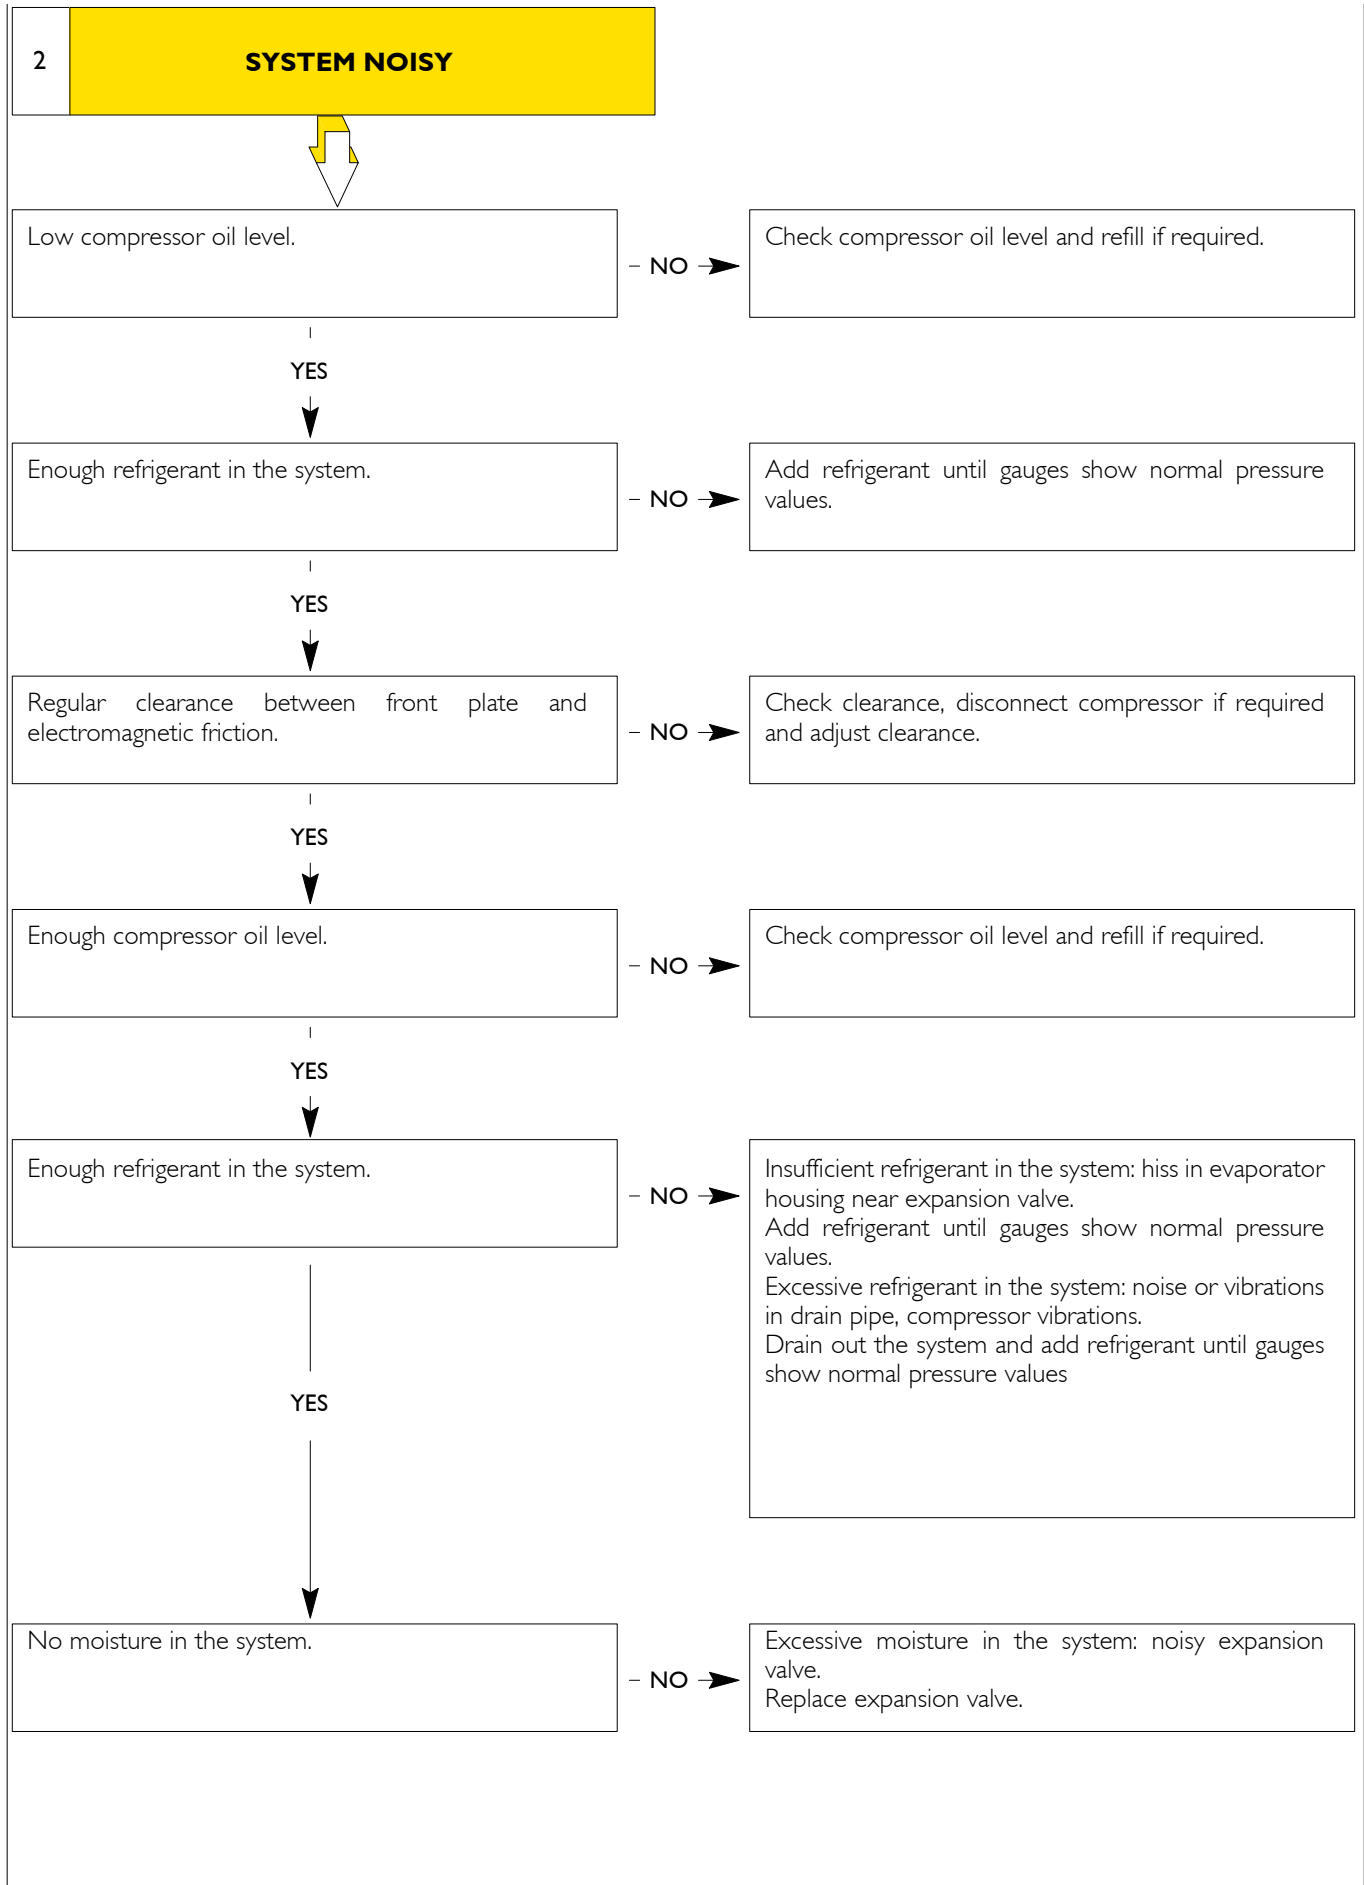 2
SYSTEM NOISY
Low compressor oil level.
– NO
Check compressor oil level and refill if required.
YES
Enough refrigerant in the system.
– NO
Add refrigerant until gauges show normal pressure
values.
YES
Regular clearance between front plate and
electromagnetic friction.
– NO
Check clearance, disconnect compressor if required
and adjust clearance.
YES
Enough compressor oil level.
– NO
Check compressor oil level and refill if required.
YES
Enough refrigerant in the system.
– NO
Insufficient refrigerant in the system: hiss in evaporator
housing near expansion valve.
Add refrigerant until gauges show normal pressure
values.
Excessive refrigerant in the system: noise or vibrations
in drain pipe, compressor vibrations.
Drain out the system and add refrigerant until gauges
show normal pressure values
YES
No moisture in the system.
– NO
Excessive moisture in the system: noisy expansion
valve.
Replace expansion valve.